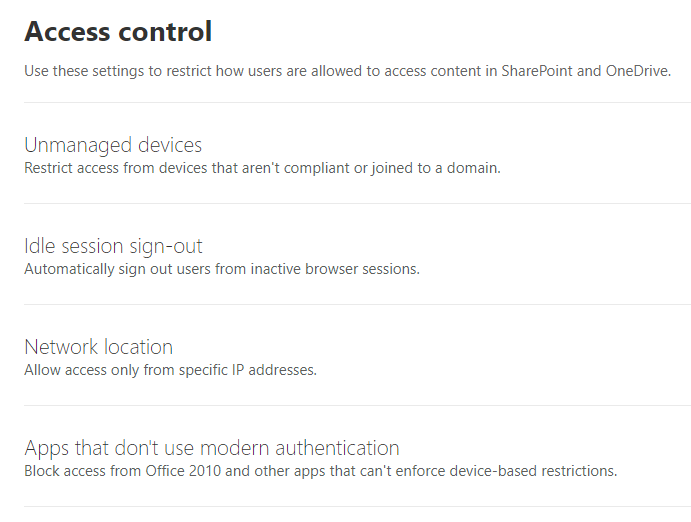 Access control
Use these settings to restrict how users are allowed to access content in SharePoint and OneDrive.
Unmanaged devices
Restrict access from devices that aren't compliant or joined to a domain.
Idle session sign-out
Automatically sign out users from inactive browser sessions.
Network location
Allow access only from specific IP addresses.
Apps that don't use modern authentication
Block access from Office 2010 and other apps that can't enforce device-based restrictions.